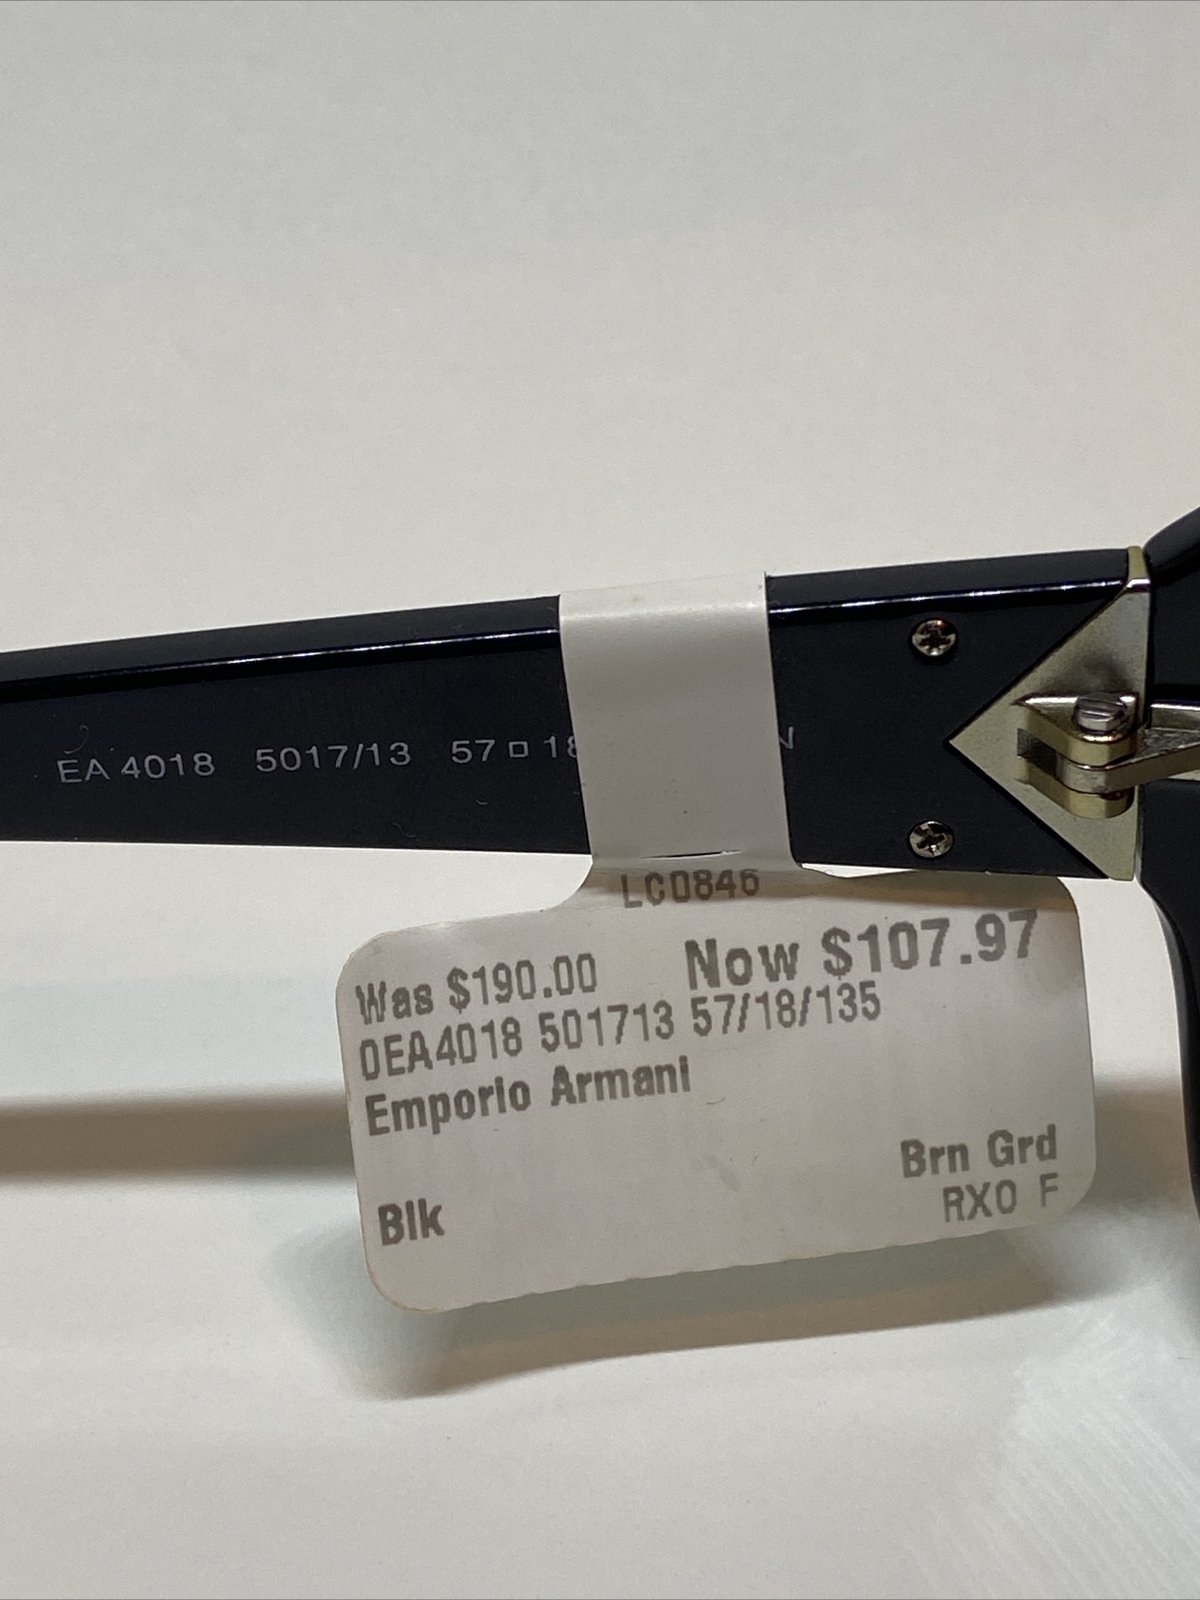 EA 4018 5017/13 57□18 N
LC0846
Was $190.00 Now $107.97
0EA4018 501713 57/18/135
Emporio Armani
Brn Grd
Blk RX0 F